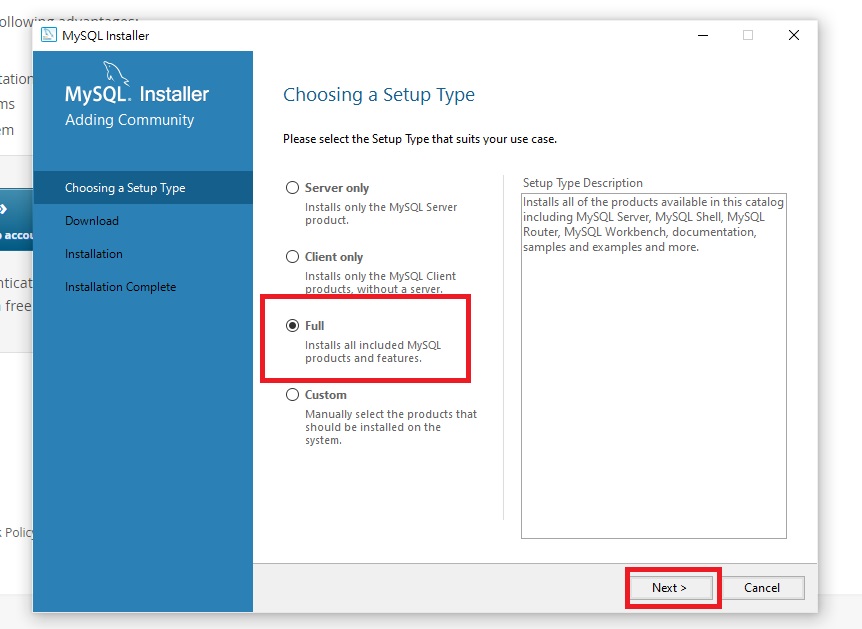 ollowing advantages:
MySQL Installer
MySQL. Installer
Adding Community
Choosing a Setup Type
Download
Installation
Installation Complete
Choosing a Setup Type
Please select the Setup Type that suits your use case.
Server only
Installs only the MySQL Server
product.
Client only
Installs only the MySQL Client
products, without a server.
Full
Installs all included MySQL
products and features.
Custom
Manually select the products that
should be installed on the
system.
Setup Type Description
Installs all of the products available in this catalog
including MySQL Server, MySQL Shell, MySQL
Router, MySQL Workbench, documentation,
samples and examples and more.
Next >
Cancel
tation
ms
em
»
accou
nticat
free
Policy